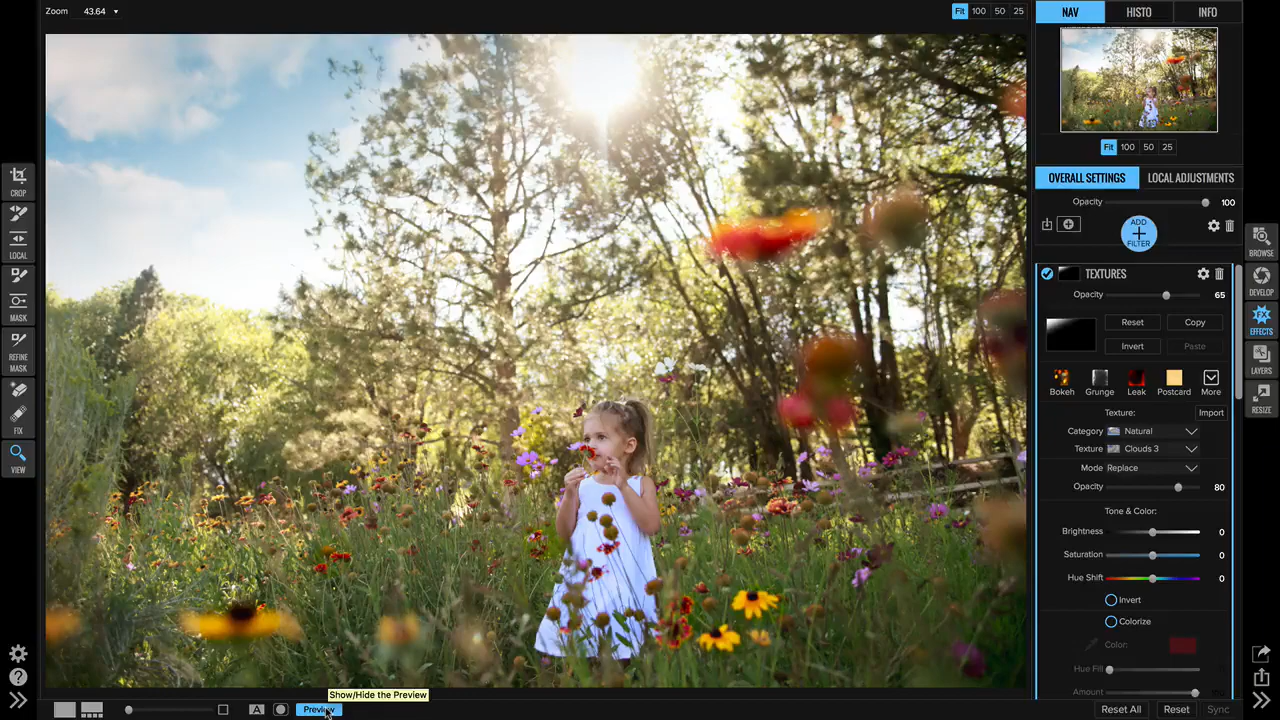 Zoom 43.64
Fit 100 50 25
NAV HISTO INFO
Fit 100 50 25
OVERALL SETTINGS LOCAL ADJUSTMENTS
Opacity 100
ADD
FILTER
TEXTURES
Opacity 65
Reset Copy
Invert Paste
Bokeh Grunge Leak Postcard More
Texture: Import
Category Natural
Texture Clouds 3
Mode Replace
Opacity 80
Tone & Color:
Brightness 0
Saturation 0
Hue Shift 0
Invert
Colorize
Color:
Hue Fill
Amount
Reset All Reset Sync
CROP
LOCAL
MASK
REFINE
MASK
FIX
VIEW
BROWSE
DEVELOP
FX
EFFECTS
LAYERS
RESIZE
Show/Hide the Preview
A
Preview
?